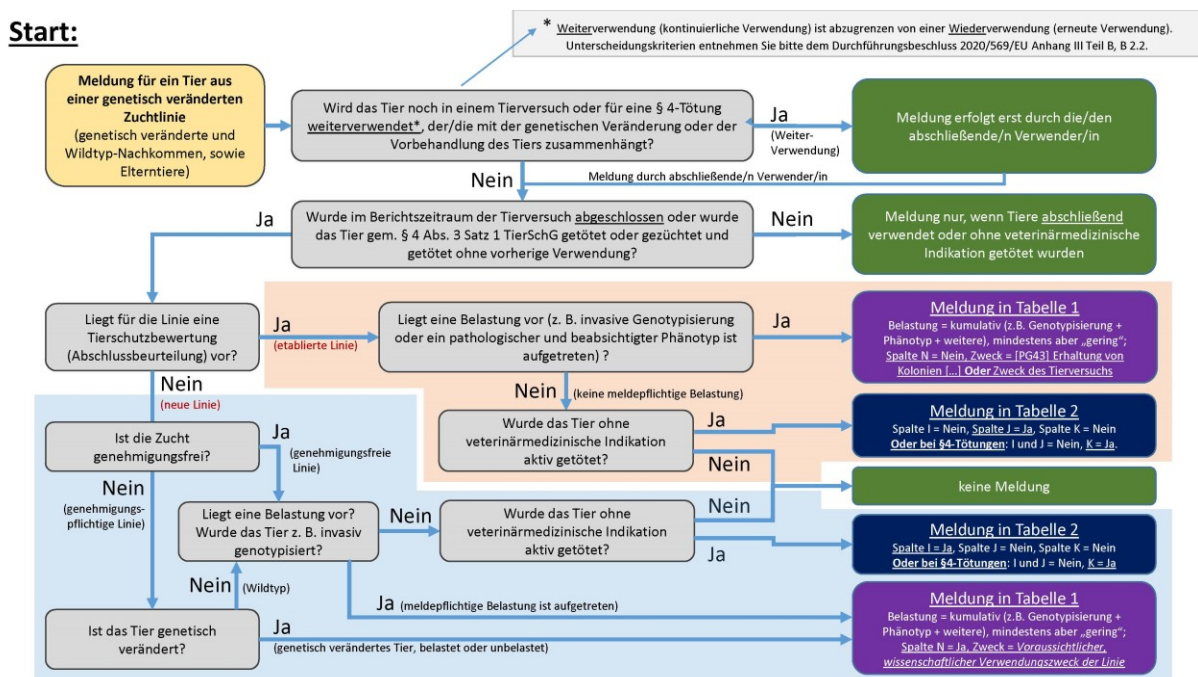 Start:
* Weiterverwendung (kontinuierliche Verwendung) ist abzugrenzen von einer Wiederverwendung (erneute Verwendung).
Unterscheidungskriterien entnehmen Sie bitte dem Durchführungsbeschluss 2020/569/EU Anhang III Teil B, B 2.2.
Meldung für ein Tier aus
einer genetisch veränderten
Zuchtlinie
(genetisch veränderte und
Wildtyp-Nachkommen, sowie
Elterntiere)
Wird das Tier noch in einem Tierversuch oder für eine § 4-Tötung
weiterverwendet*, der/die mit der genetischen Veränderung oder der
Vorbehandlung des Tiers zusammenhängt?
Ja
(Weiter-
Verwendung)
Meldung erfolgt erst durch die/den
abschließende/n Verwender/in
Nein
Meldung durch abschließende/n Verwender/in
Ja
Wurde im Berichtszeitraum der Tierversuch abgeschlossen oder wurde
das Tier gem. § 4 Abs. 3 Satz 1 TierSchG getötet oder gezüchtet und
getötet ohne vorherige Verwendung?
Nein
Meldung nur, wenn Tiere abschließend
verwendet oder ohne veterinärmedizinische
Indikation getötet wurden
Liegt für die Linie eine
Tierschutzbewertung
(Abschlussbeurteilung) vor?
Ja
(etablierte Linie)
Liegt eine Belastung vor (z. B. invasive Genotypisierung
oder ein pathologischer und beabsichtigter Phänotyp ist
aufgetreten) ?
Ja
Meldung in Tabelle 1
Belastung = kumulativ (z.B. Genotypisierung +
Phänotyp + weitere), mindestens aber „gering“;
Spalte N = Nein, Zweck = [PG43] Erhaltung von
Kolonien [...] Oder Zweck des Tierversuchs
Nein
(neue Linie)
Nein
(keine meldepflichtige Belastung)
Wurde das Tier ohne
veterinärmedizinische Indikation
aktiv getötet?
Ja
Nein
Meldung in Tabelle 2
Spalte I = Nein, Spalte J = Ja, Spalte K = Nein
Oder bei §4-Tötungen: I und J = Nein, K = Ja.
Ist die Zucht
genehmigungsfrei?
Ja
(genehmigungsfreie
Linie)
keine Meldung
Nein
(genehmigungs-
pflichtige Linie)
Liegt eine Belastung vor?
Wurde das Tier z. B. invasiv
genotypisiert?
Nein
Wurde das Tier ohne
veterinärmedizinische Indikation
aktiv getötet?
Nein
Ja
Meldung in Tabelle 2
Spalte I = Ja, Spalte J = Nein, Spalte K = Nein
Oder bei §4-Tötungen: I und J = Nein, K = Ja
Nein
(Wildtyp)
Ja (meldepflichtige Belastung ist aufgetreten)
Ist das Tier genetisch
verändert?
Ja
(genetisch verändertes Tier, belastet oder unbelastet)
Meldung in Tabelle 1
Belastung = kumulativ (z.B. Genotypisierung +
Phänotyp + weitere), mindestens aber „gering“;
Spalte N = Ja, Zweck = Voraussichtlicher,
wissenschaftlicher Verwendungszweck der Linie